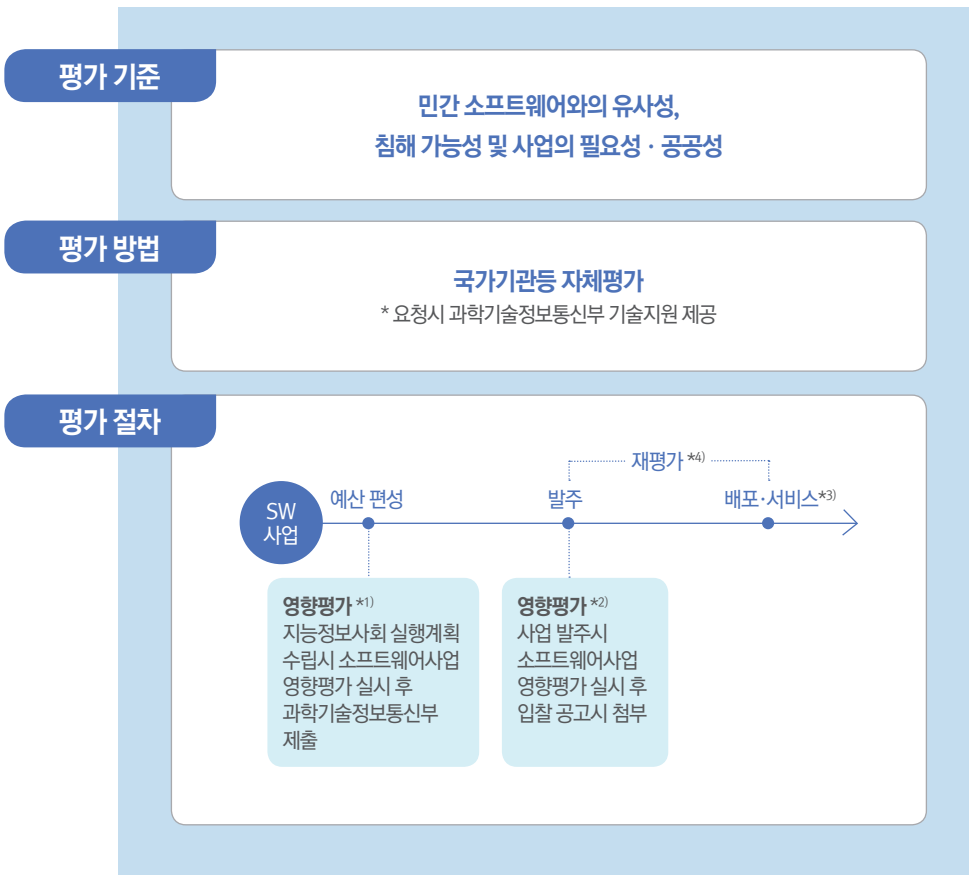 평가 기준
민간 소프트웨어와의 유사성,
침해 가능성 및 사업의 필요성 · 공공성
평가 방법
국가기관등 자체평가
* 요청시 과학기술정보통신부 기술지원 제공
평가 절차
재평가 *4)
SW
사업
예산 편성
발주
배포·서비스*3)
영향평가 *1)
지능정보사회 실행계획
수립시 소프트웨어사업
영향평가 실시 후
과학기술정보통신부
제출
영향평가 *2)
사업 발주시
소프트웨어사업
영향평가 실시 후
입찰 공고시 첨부